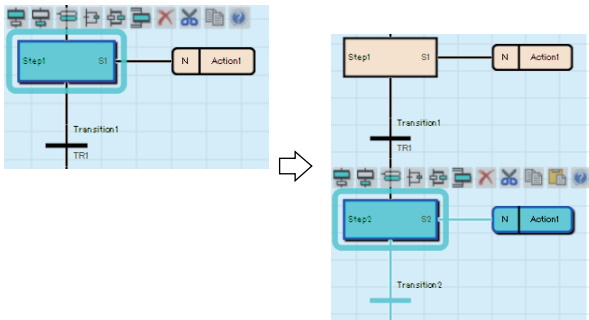 Step1 S1 N Action1
Transition1
TR1
Step1 S1 N Action1
Transition1
TR1
Step2 S2 N Action1
Transition2